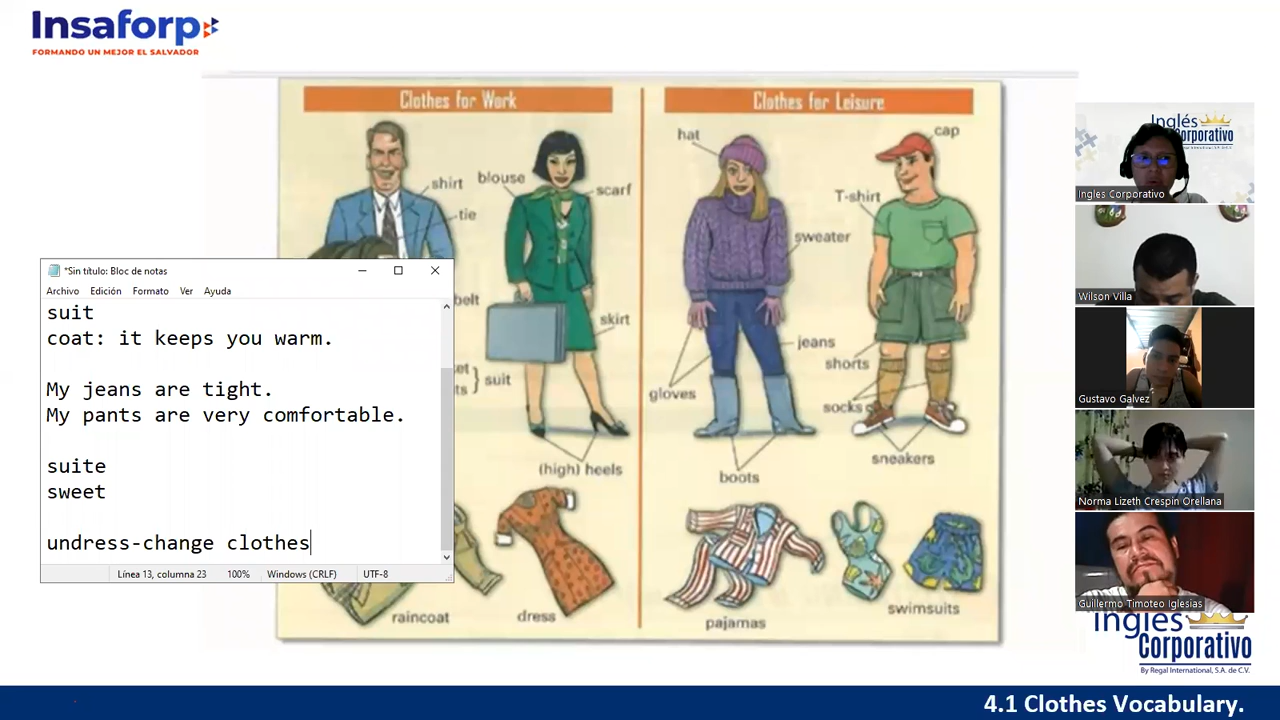 Insaforp
FORMANDO UN MEJOR EL SALVADOR
Clothes for Work
Clothes for Leisure
shirt
tie
blouse
scarf
belt
skirt
suit
(high) heels
raincoat
dress
hat
cap
T-shirt
sweater
jeans
shorts
gloves
socks
sneakers
boots
pajamas
swimsuits
*Sin título: Bloc de notas
Archivo Edición Formato Ver Ayuda
suit
coat: it keeps you warm.
My jeans are tight.
My pants are very comfortable.
suite
sweet
undress-change clothes
Línea 13, columna 23 100% Windows (CRLF) UTF-8
Inglés
Corporativo
Ingles Corporativo
Wilson Villa
Gustavo Galvez
Norma Lizeth Crespín Orellana
Guillermo Timoteo Iglesias
Inglés
Corporativo
By Regal International, S.A. de C.V.
4.1 Clothes Vocabulary.